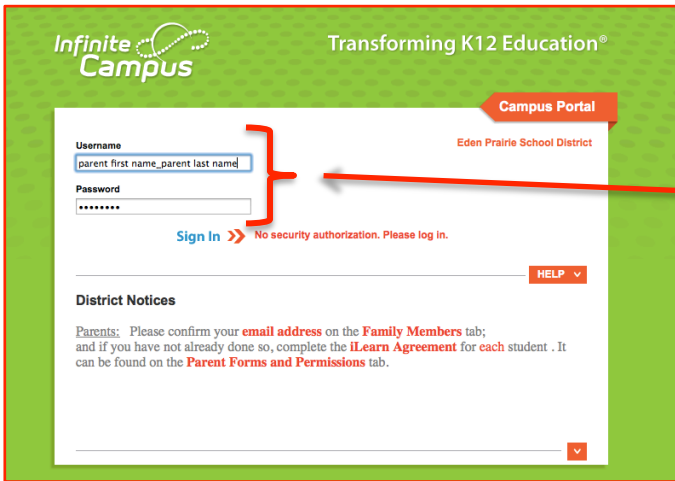 Infinite
Campus
Transforming K12 Education®
Campus Portal
Eden Prairie School District
Username
parent first name_parent last name
Password
••••••••
Sign In
No security authorization. Please log in.
HELP
District Notices
Parents: Please confirm your email address on the Family Members tab;
and if you have not already done so, complete the iLearn Agreement for each student . It
can be found on the Parent Forms and Permissions tab.